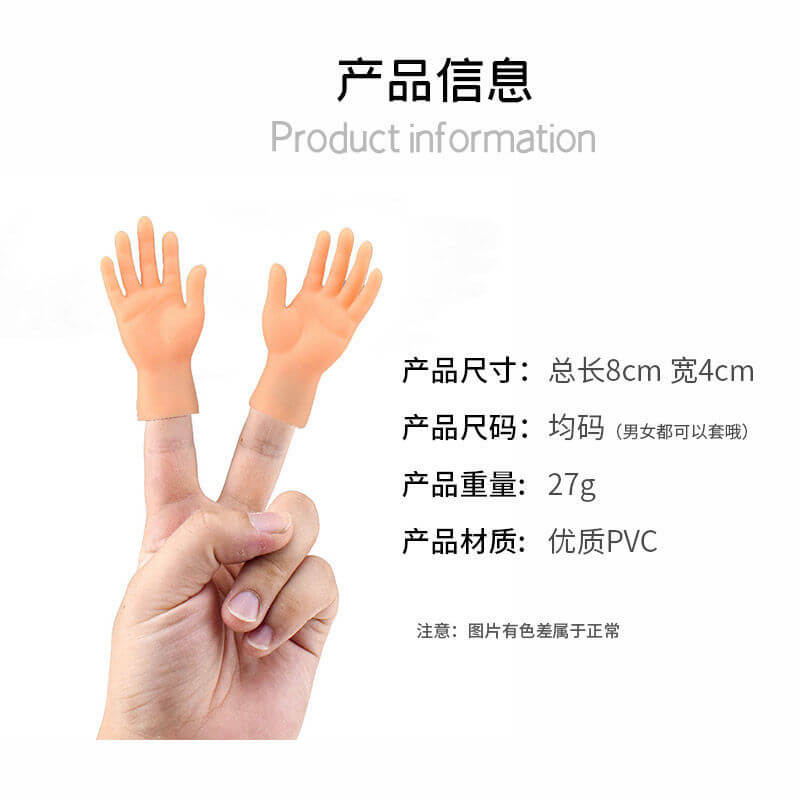 产品信息
Product information
产品尺寸：总长8cm 宽4cm
产品尺码：均码（男女都可以套哦）
产品重量：27g
产品材质：优质PVC
注意：图片有色差属于正常